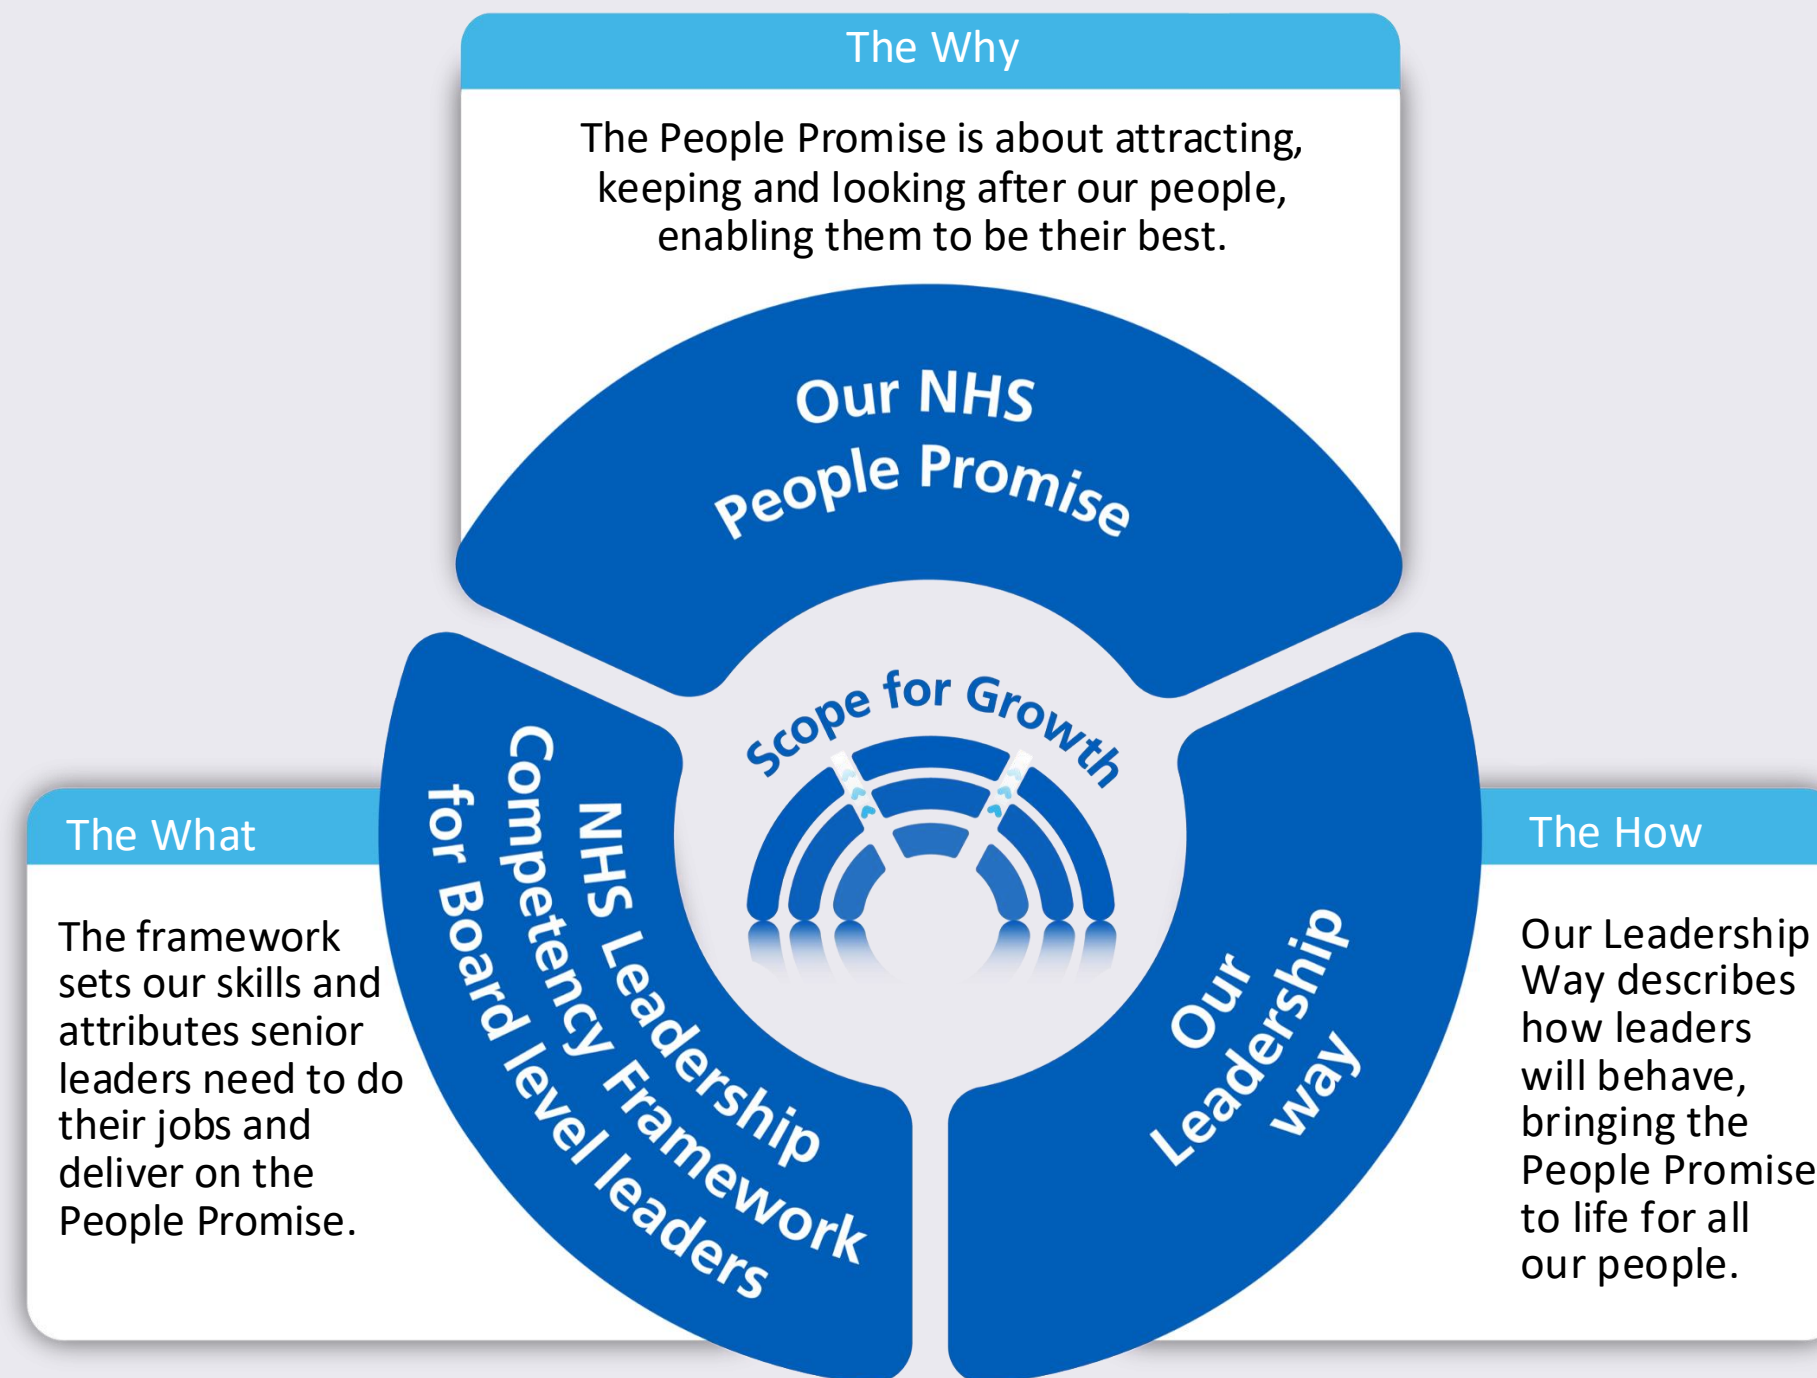 The Why
The People Promise is about attracting,
keeping and looking after our people,
enabling them to be their best.
Our NHS
People Promise
Scope for Growth
The What
The framework
sets our skills and
attributes senior
leaders need to do
their jobs and
deliver on the
People Promise.
NHS Leadership
Competency Framework
for Board level leaders
Our
Leadership
way
The How
Our Leadership
Way describes
how leaders
will behave,
bringing the
People Promise
to life for all
our people.